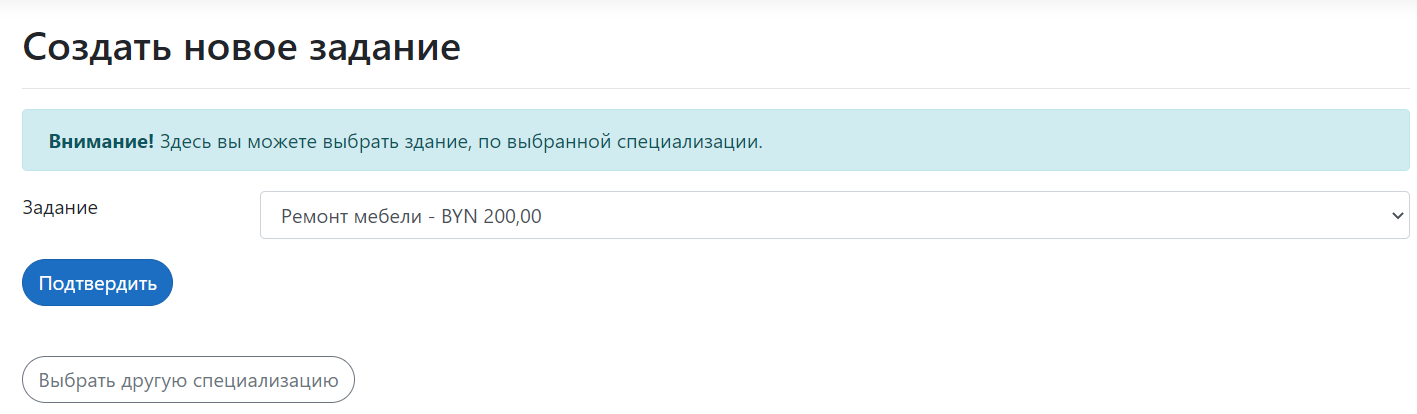 Создать новое задание
Внимание! Здесь вы можете выбрать здание, по выбранной специализации.
Задание
Ремонт мебели - BYN 200,00
Подтвердить
Выбрать другую специализацию